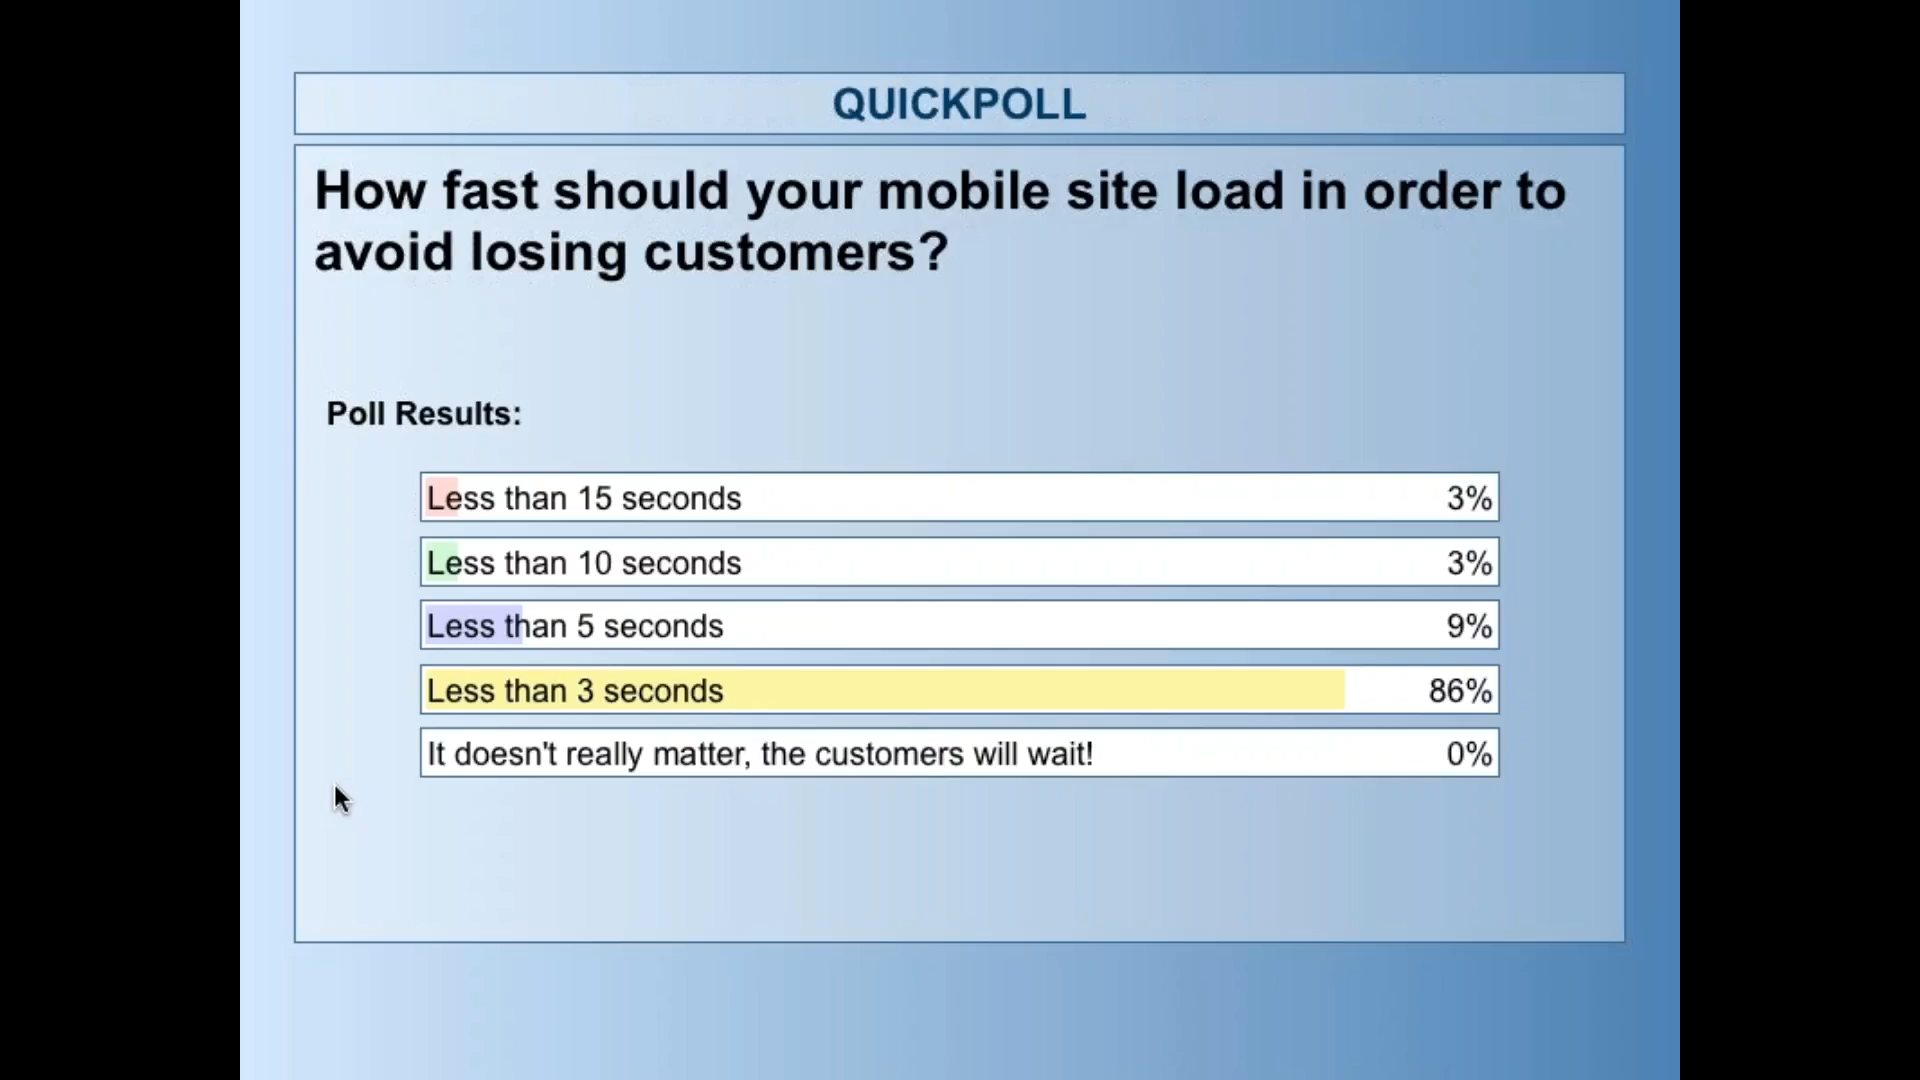 QUICKPOLL
How fast should your mobile site load in order to
avoid losing customers?
Poll Results:
Less than 15 seconds 3%
Less than 10 seconds 3%
Less than 5 seconds 9%
Less than 3 seconds 86%
It doesn't really matter, the customers will wait! 0%